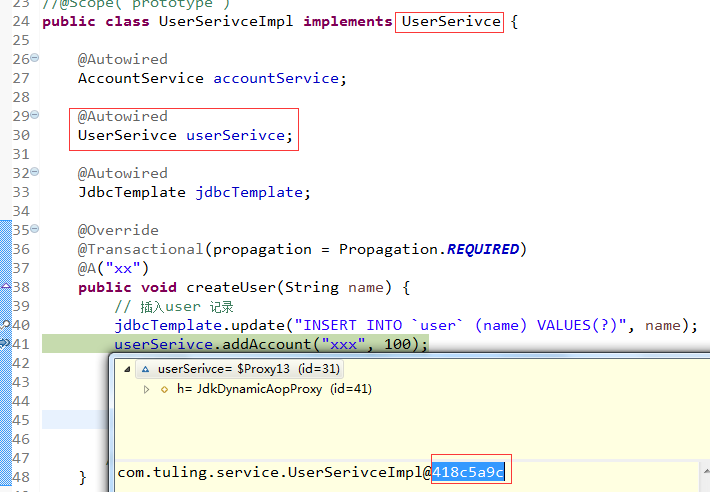 23 //@Scope("prototype")
24 public class UserSerivceImpl implements UserSerivce {
25
26 @Autowired
27 AccountService accountService;
28
29 @Autowired
30 UserSerivce userSerivce;
31
32 @Autowired
33 JdbcTemplate jdbcTemplate;
34
35 @Override
36 @Transactional(propagation = Propagation.REQUIRED)
37 @A("xx")
38 public void createUser(String name) {
39 // 插入user 记录
40 jdbcTemplate.update("INSERT INTO `user` (name) VALUES(?)", name);
41 userSerivce.addAccount("xxx", 100);
42
userSerivce= $Proxy13 (id=31)
43
h= JdkDynamicAopProxy (id=41)
44
45
46
47
com.tuling.service.UserSerivceImpl@418c5a9c
48 }